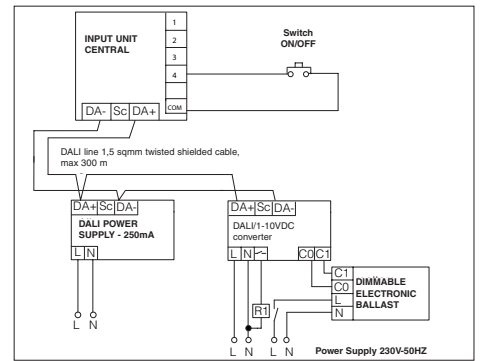 INPUT UNIT
CENTRAL
1
2
3
4
COM
Switch
ON/OFF
DA- Sc DA+
DALI line 1,5 sqmm twisted shielded cable,
max 300 m
DA+ Sc DA-
DALI POWER
SUPPLY - 250mA
L N
L N
DA+ Sc DA-
DALI/1-10VDC
converter
L N C0 C1
R1
C1
C0
L
N
DIMMABLE
ELECTRONIC
BALLAST
L N L N
Power Supply 230V-50HZ